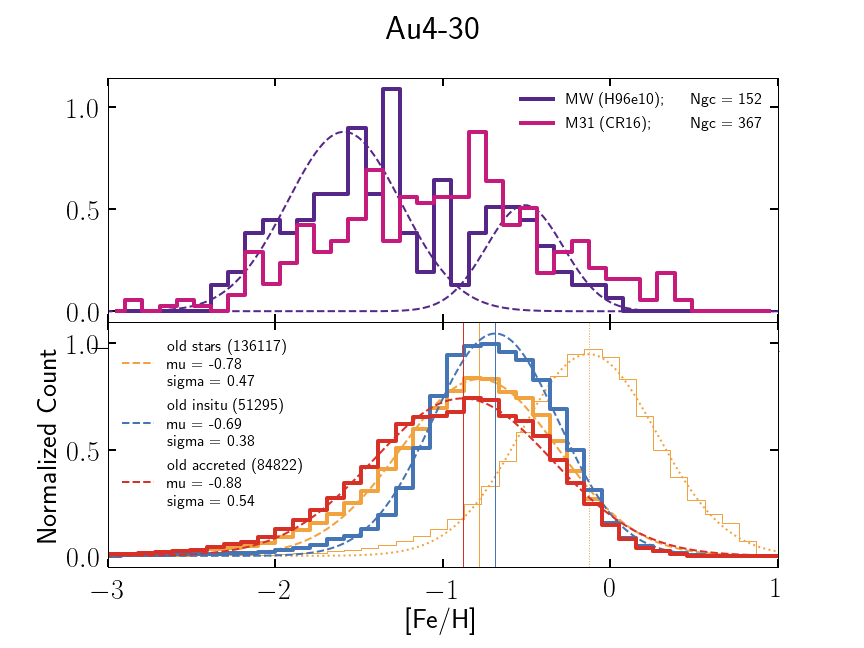 Au4-30
MW (H96e10); Ngc = 152
M31 (CR16); Ngc = 367
1.0
0.5
0.0
1.0
0.5
0.0
old stars (136117)
mu = -0.78
sigma = 0.47
old insitu (51295)
mu = -0.69
sigma = 0.38
old accreted (84822)
mu = -0.88
sigma = 0.54
Normalized Count
−3 −2 −1 0 1
[Fe/H]